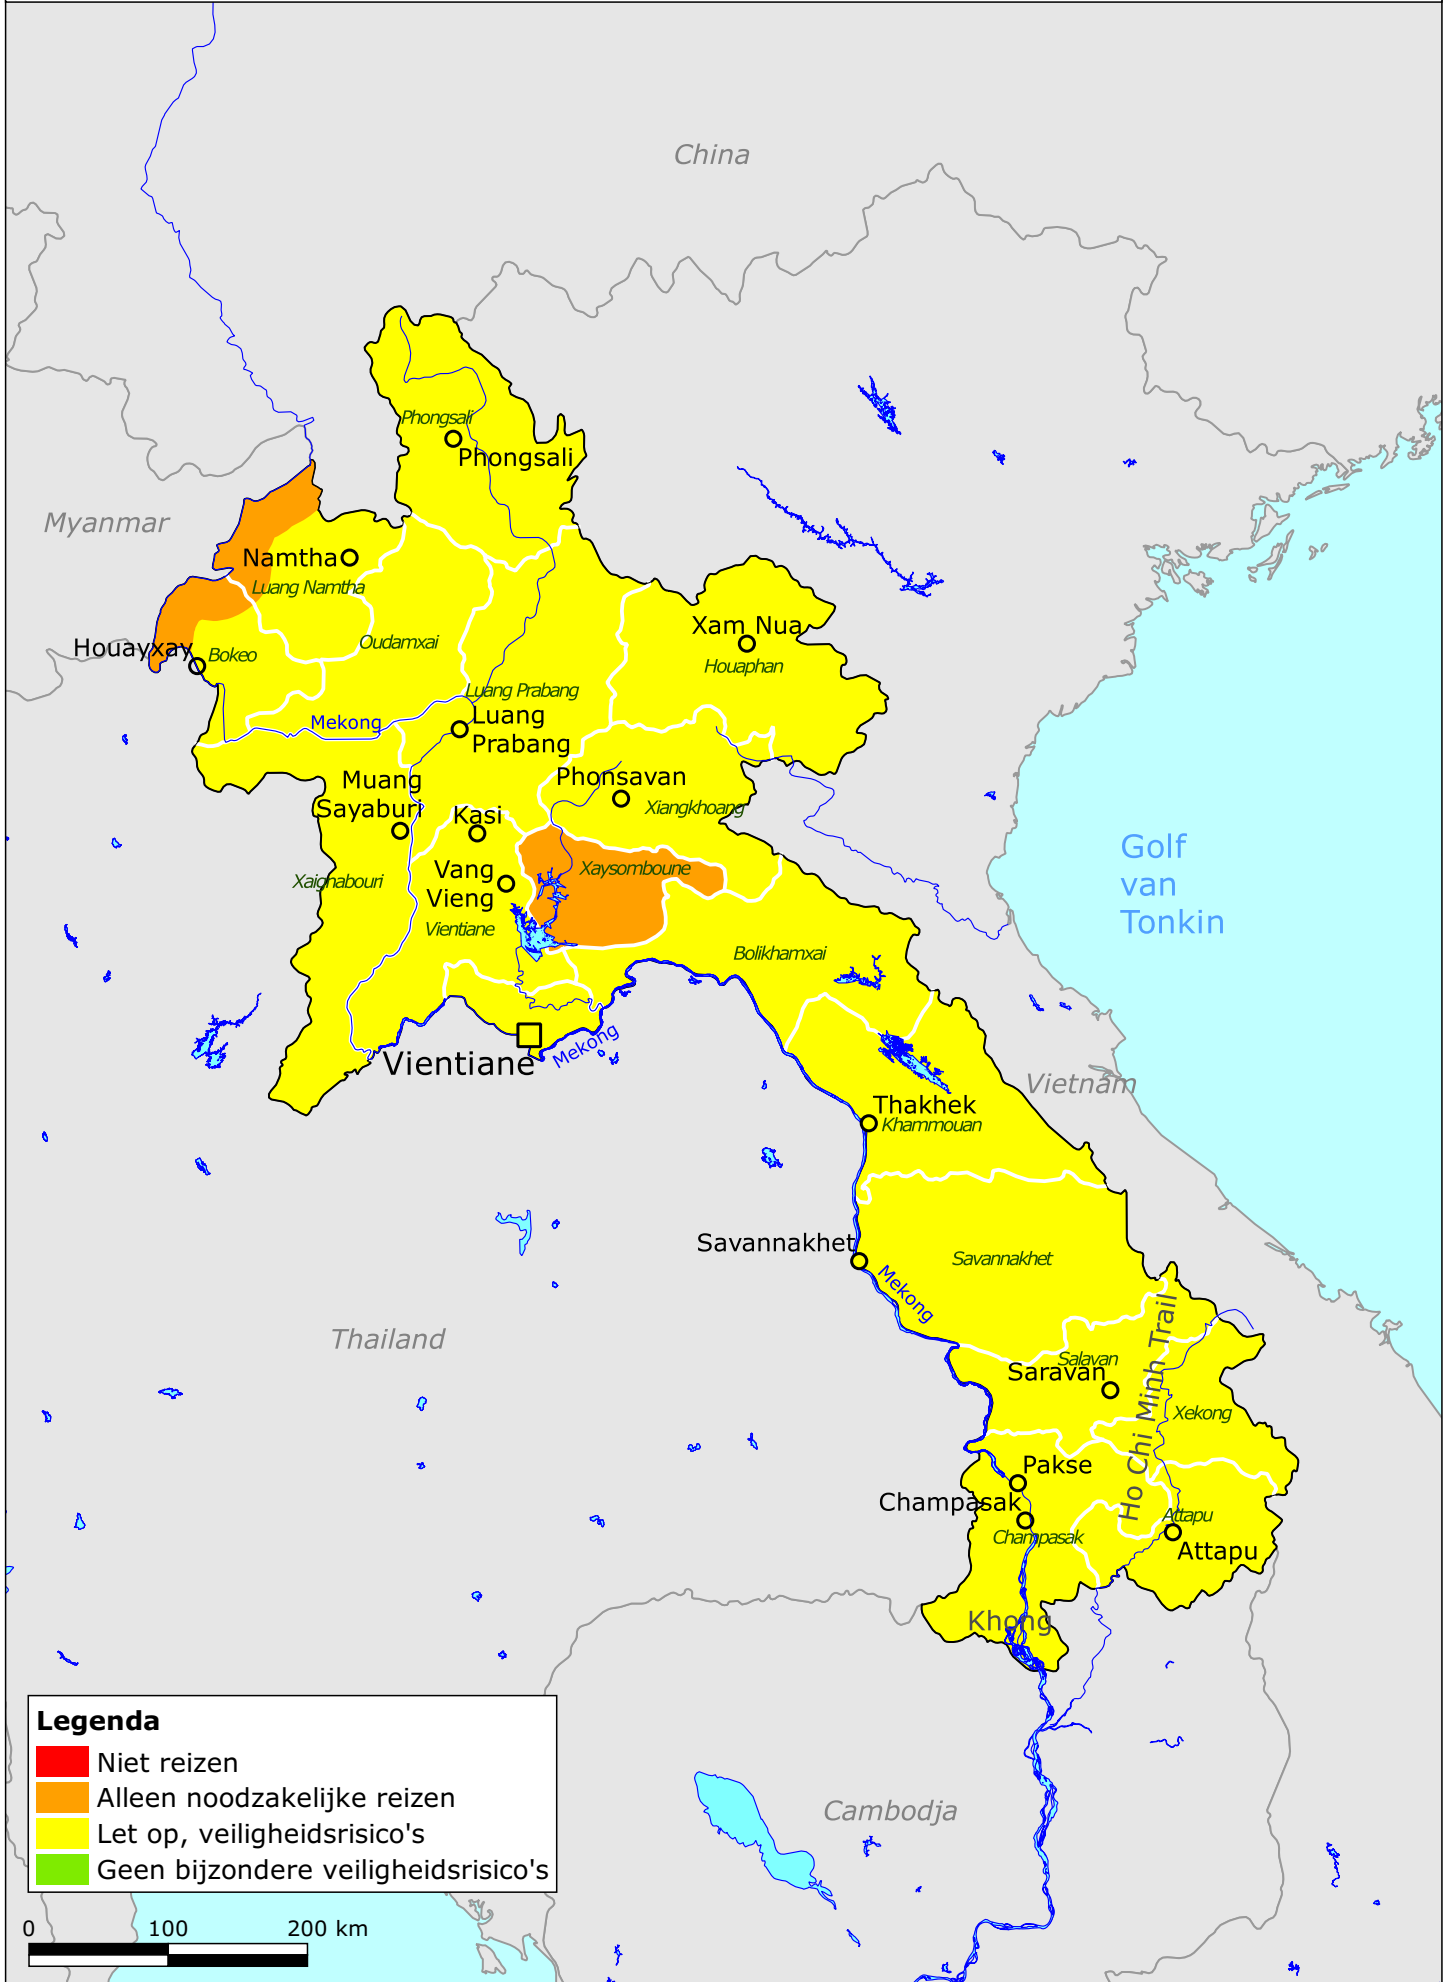 China
Phongsali
Phongsali
Myanmar
Namtha
Luang Namtha
Xam Nua
Houayxay
Bokeo
Oudamxai
Houaphan
Luang Prabang
Mekong
Luang
Prabang
Muang
Sayaburi
Phonsavan
Xiangkhoang
Kasi
Golf
van
Tonkin
Vang
Vieng
Xaysomboune
Xaignabouri
Vientiane
Bolikhamxai
Mekong
Vientiane
Vietnam
Thakhek
Khammouan
Savannakhet
Savannakhet
Mekong
Thailand
Salavan
Saravan
Ho Chi Minh Trail
Xekong
Pakse
Champasak
Champasak
Attapu
Attapu
Khong
Cambodja
Legenda
Niet reizen
Alleen noodzakelijke reizen
Let op, veiligheidsrisico's
Geen bijzondere veiligheidsrisico's
0 100 200 km